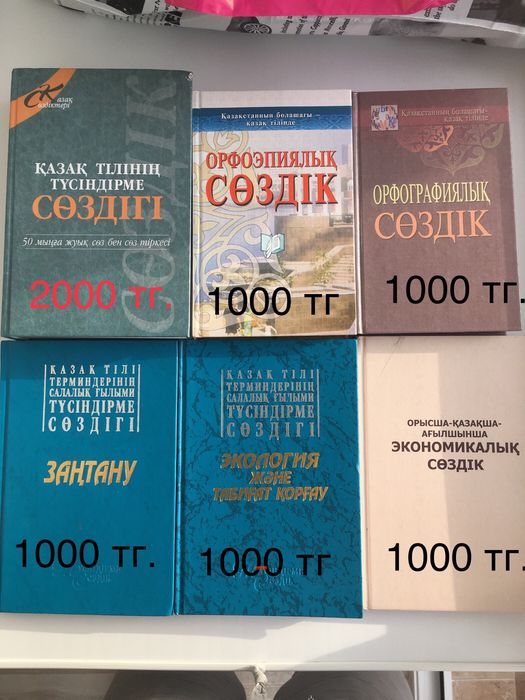 Қазақ
Сөздіктері
ҚАЗАҚ ТІЛІНІҢ
ТҮСІНДІРМЕ
СӨЗДІГІ
50 мыңға жуық сөз бен сөз тіркесі
СӨЗДІК
2000 тг.
Қазақстанның болашағы –
қазақ тілінде
ОРФОЭПИЯЛЫҚ
СӨЗДІК
1000 тг
Қазақстанның болашағы –
қазақ тілінде
ОРФОГРАФИЯЛЫҚ
СӨЗДІК
1000 тг.
ҚАЗАҚ ТІЛІ
ТЕРМИНДЕРІНІҢ
САЛАЛЫҚ ҒЫЛЫМИ
ТҮСІНДІРМЕ
СӨЗДІГІ
ЗАҢТАНУ
1000 тг.
ҚАЗАҚ ТІЛІ
ТЕРМИНДЕРІНІҢ
САЛАЛЫҚ ҒЫЛЫМИ
ТҮСІНДІРМЕ
СӨЗДІГІ
ЭКОЛОГИЯ
ЖӘНЕ
ТАБИҒАТ ҚОРҒАУ
1000 тг
ОРЫСША-ҚАЗАҚША-
АҒЫЛШЫНША
ЭКОНОМИКАЛЫҚ
СӨЗДІК
1000 тг.